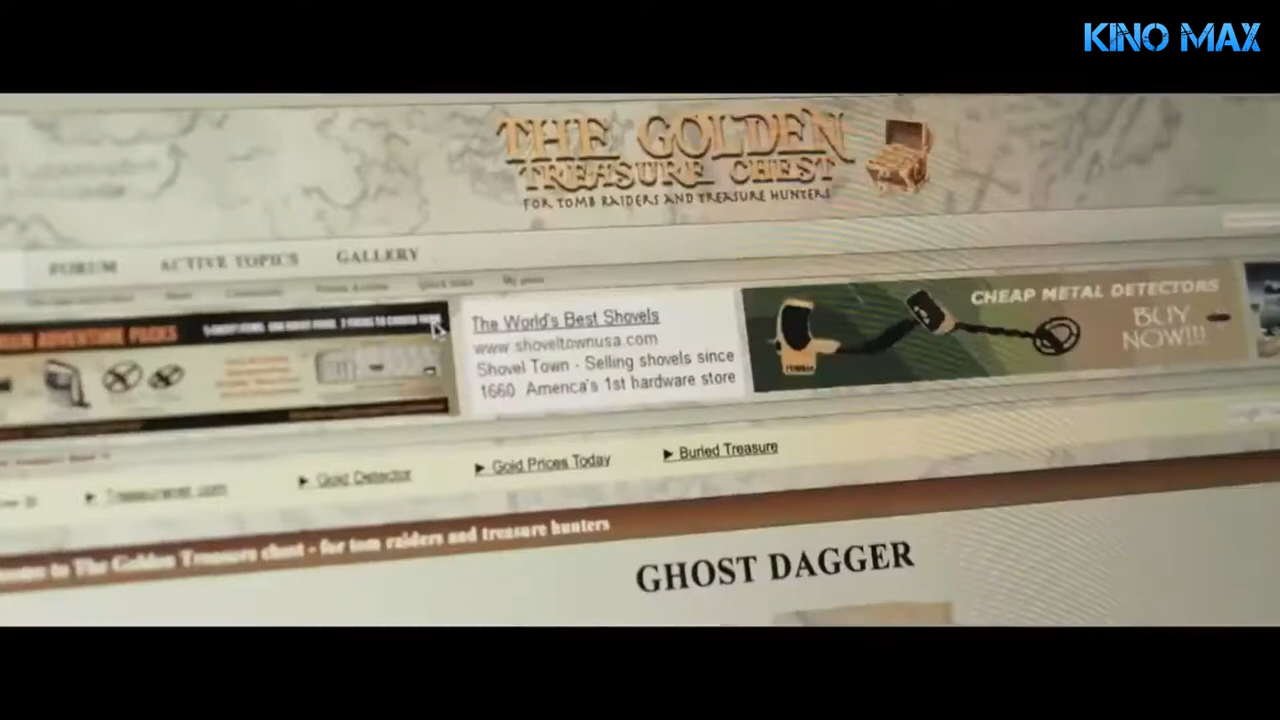 KINO MAX
THE GOLDEN
TREASURE CHEST
FOR TOMB RAIDERS AND TREASURE HUNTERS
FORUM ACTIVE TOPICS GALLERY
ADVENTURE PACKS
The World's Best Shovels
www.shoveltownusa.com
Shovel Town - Selling shovels since
1660 America's 1st hardware store
CHEAP METAL DETECTORS
BUY
NOW!!!
Gold Detector
Gold Prices Today
Buried Treasure
to The Golden Treasure chest - for tom raiders and treasure hunters
GHOST DAGGER